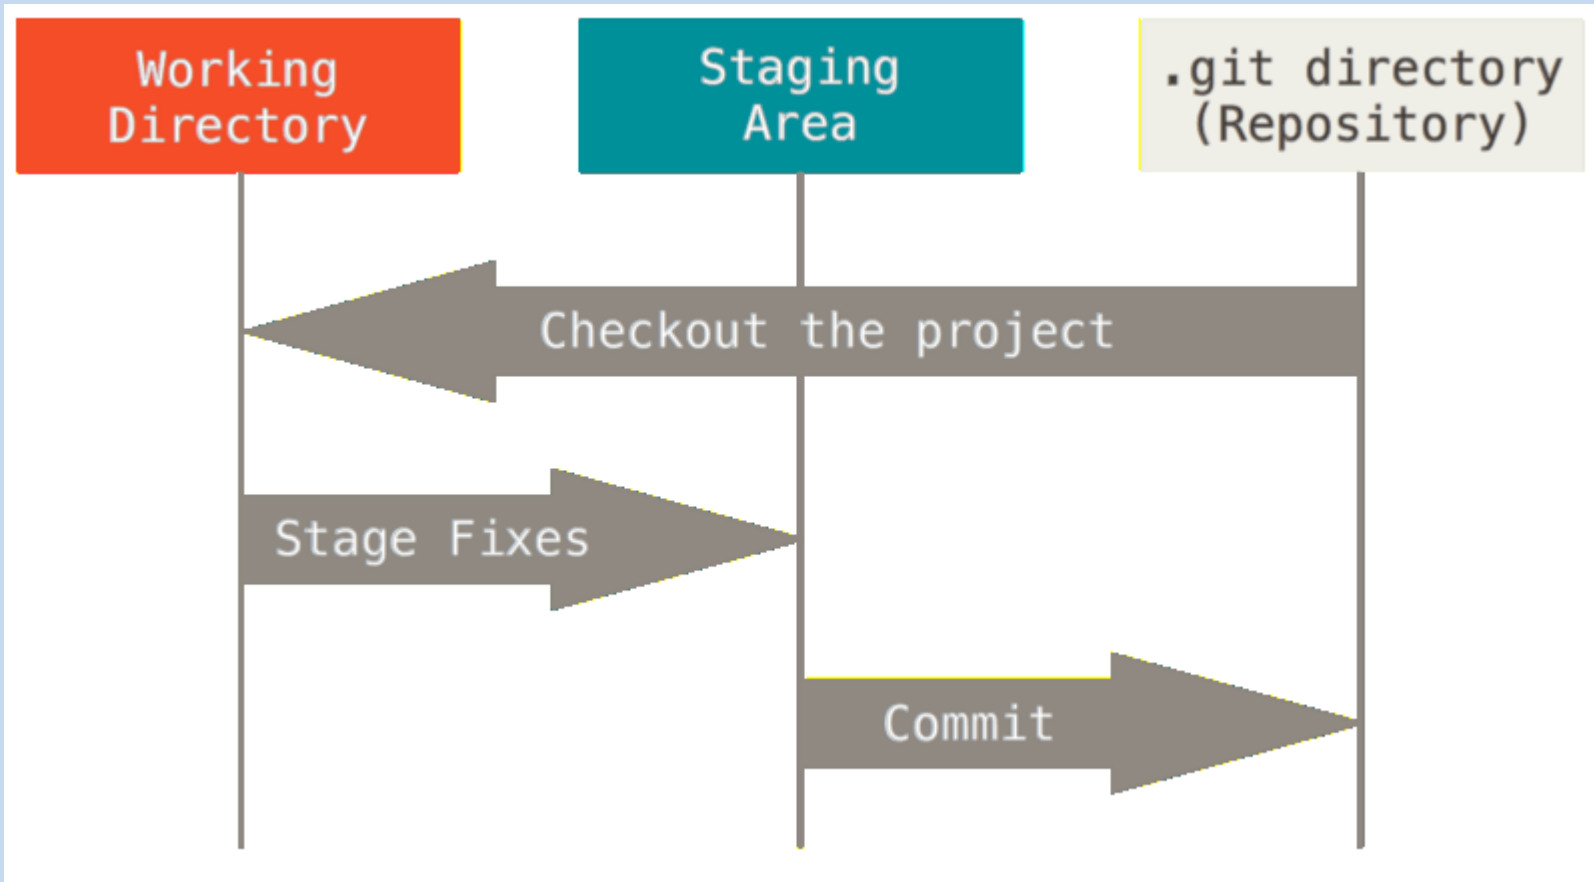 Working
Directory
Staging
Area
.git directory
(Repository)
Checkout the project
Stage Fixes
Commit